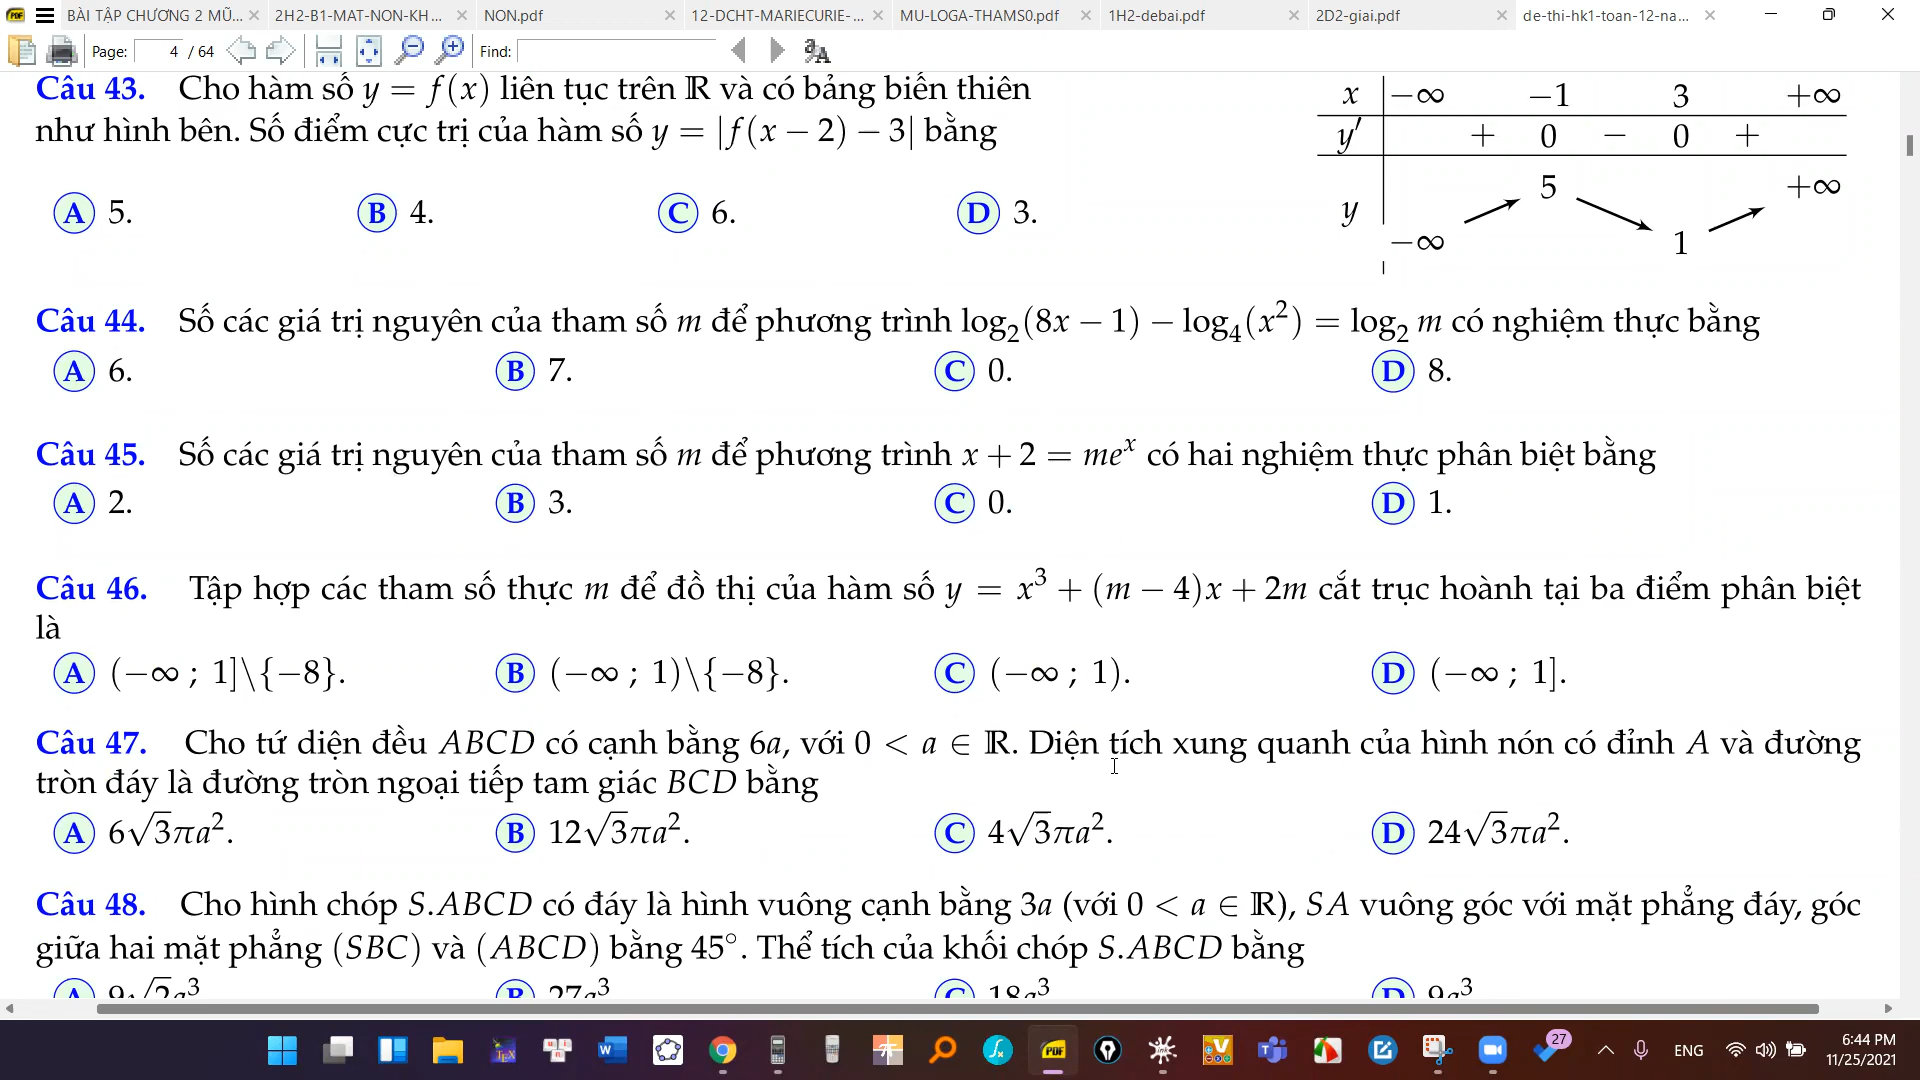 BÀI TẬP CHƯƠNG 2 MŨ... 2H2-B1-MAT-NON-KH... NON.pdf 12-DCHT-MARIECURIE-... MU-LOGA-THAMS0.pdf 1H2-debai.pdf 2D2-giai.pdf de-thi-hk1-toan-12-na...
Page: 4 / 64 Find:
Câu 43. Cho hàm số y = f(x) liên tục trên ℝ và có bảng biến thiên
như hình bên. Số điểm cực trị của hàm số y = |f(x − 2) − 3| bằng
A 5. B 4. C 6. D 3.
x −∞ −1 3 +∞
y′ + 0 − 0 +
y −∞ 5 1 +∞
Câu 44. Số các giá trị nguyên của tham số m để phương trình log₂(8x − 1) − log₄(x²) = log₂ m có nghiệm thực bằng
A 6. B 7. C 0. D 8.
Câu 45. Số các giá trị nguyên của tham số m để phương trình x + 2 = meˣ có hai nghiệm thực phân biệt bằng
A 2. B 3. C 0. D 1.
Câu 46. Tập hợp các tham số thực m để đồ thị của hàm số y = x³ + (m − 4)x + 2m cắt trục hoành tại ba điểm phân biệt
là
A (−∞ ; 1]\{−8}. B (−∞ ; 1)\{−8}. C (−∞ ; 1). D (−∞ ; 1].
Câu 47. Cho tứ diện đều ABCD có cạnh bằng 6a, với 0 < a ∈ ℝ. Diện tích xung quanh của hình nón có đỉnh A và đường
tròn đáy là đường tròn ngoại tiếp tam giác BCD bằng
A 6√3πa². B 12√3πa². C 4√3πa². D 24√3πa².
Câu 48. Cho hình chóp S.ABCD có đáy là hình vuông cạnh bằng 3a (với 0 < a ∈ ℝ), SA vuông góc với mặt phẳng đáy, góc
giữa hai mặt phẳng (SBC) và (ABCD) bằng 45°. Thể tích của khối chóp S.ABCD bằng
A 9√2a³ B 27a³ C 18a³ D 9a³
27 ENG 6:44 PM
11/25/2021